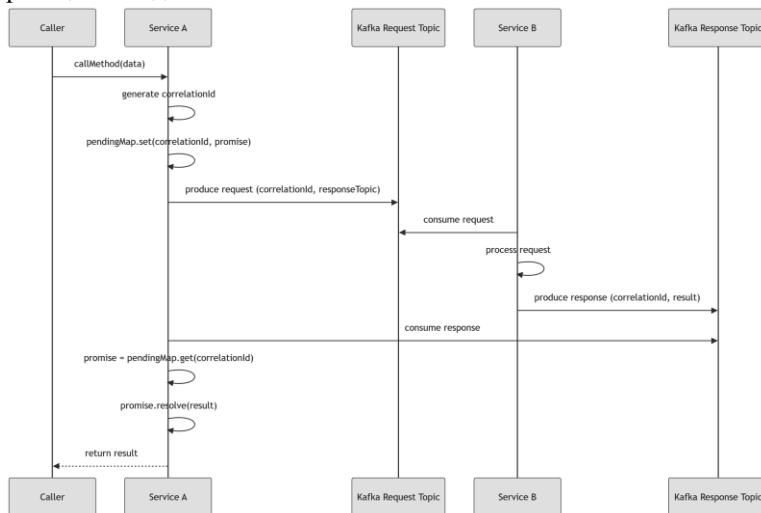 Caller Service A Kafka Request Topic Service B Kafka Response Topic
callMethod(data)
generate correlationId
pendingMap.set(correlationId, promise)
produce request (correlationId, responseTopic)
consume request
process request
produce response (correlationId, result)
consume response
promise = pendingMap.get(correlationId)
promise.resolve(result)
return result
Caller Service A Kafka Request Topic Service B Kafka Response Topic